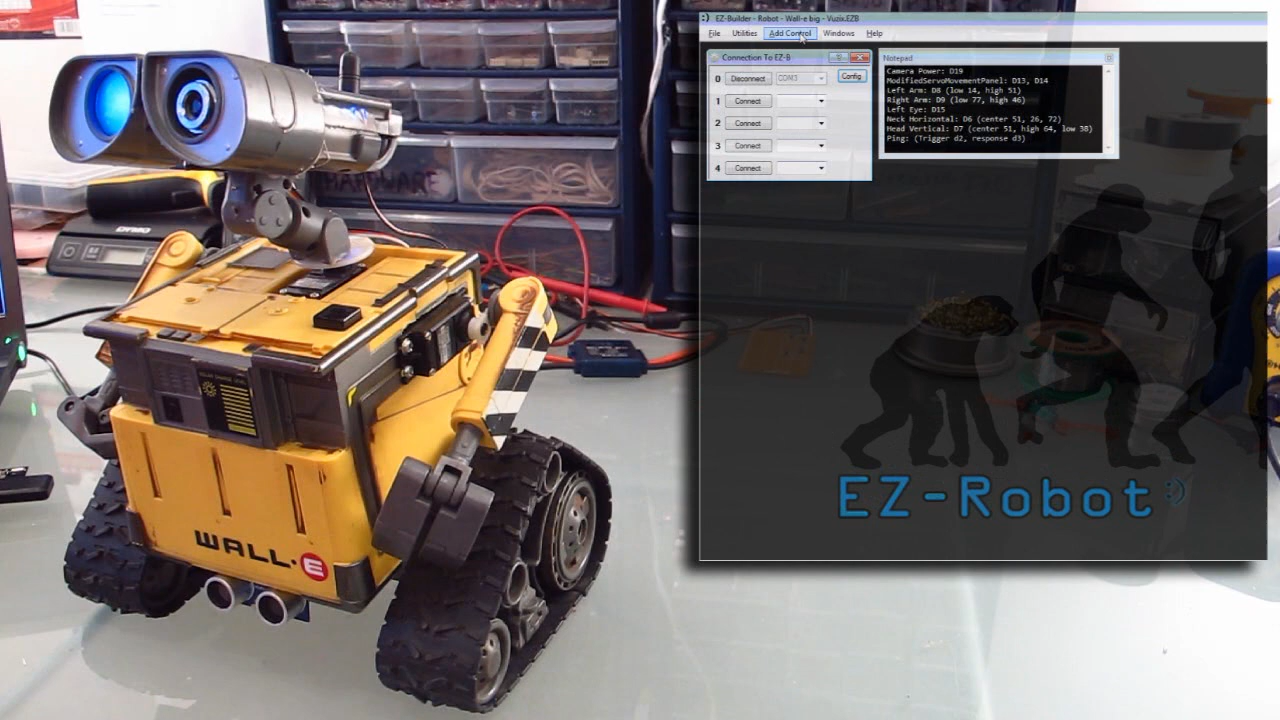 :) EZ-Builder - Robot - Wall-e big - Vuzix.EZB
File Utilities Add Control Windows Help
Connection To EZ-B
0 Disconnect COM3 Config
1 Connect
2 Connect
3 Connect
4 Connect
Notepad
Camera Power: D19
ModifiedServoMovementPanel: D13, D14
Left Arm: D8 (low 14, high 51)
Right Arm: D9 (low 77, high 46)
Left Eye: D15
Neck Horizontal: D6 (center 51, 26, 72)
Head Vertical: D7 (center 51, high 64, low 38)
Ping: (Trigger d2, response d3)
EZ-Robot :)
HARDWARE
DYMO
SOLAR CHARGE LEVEL
WALL·E